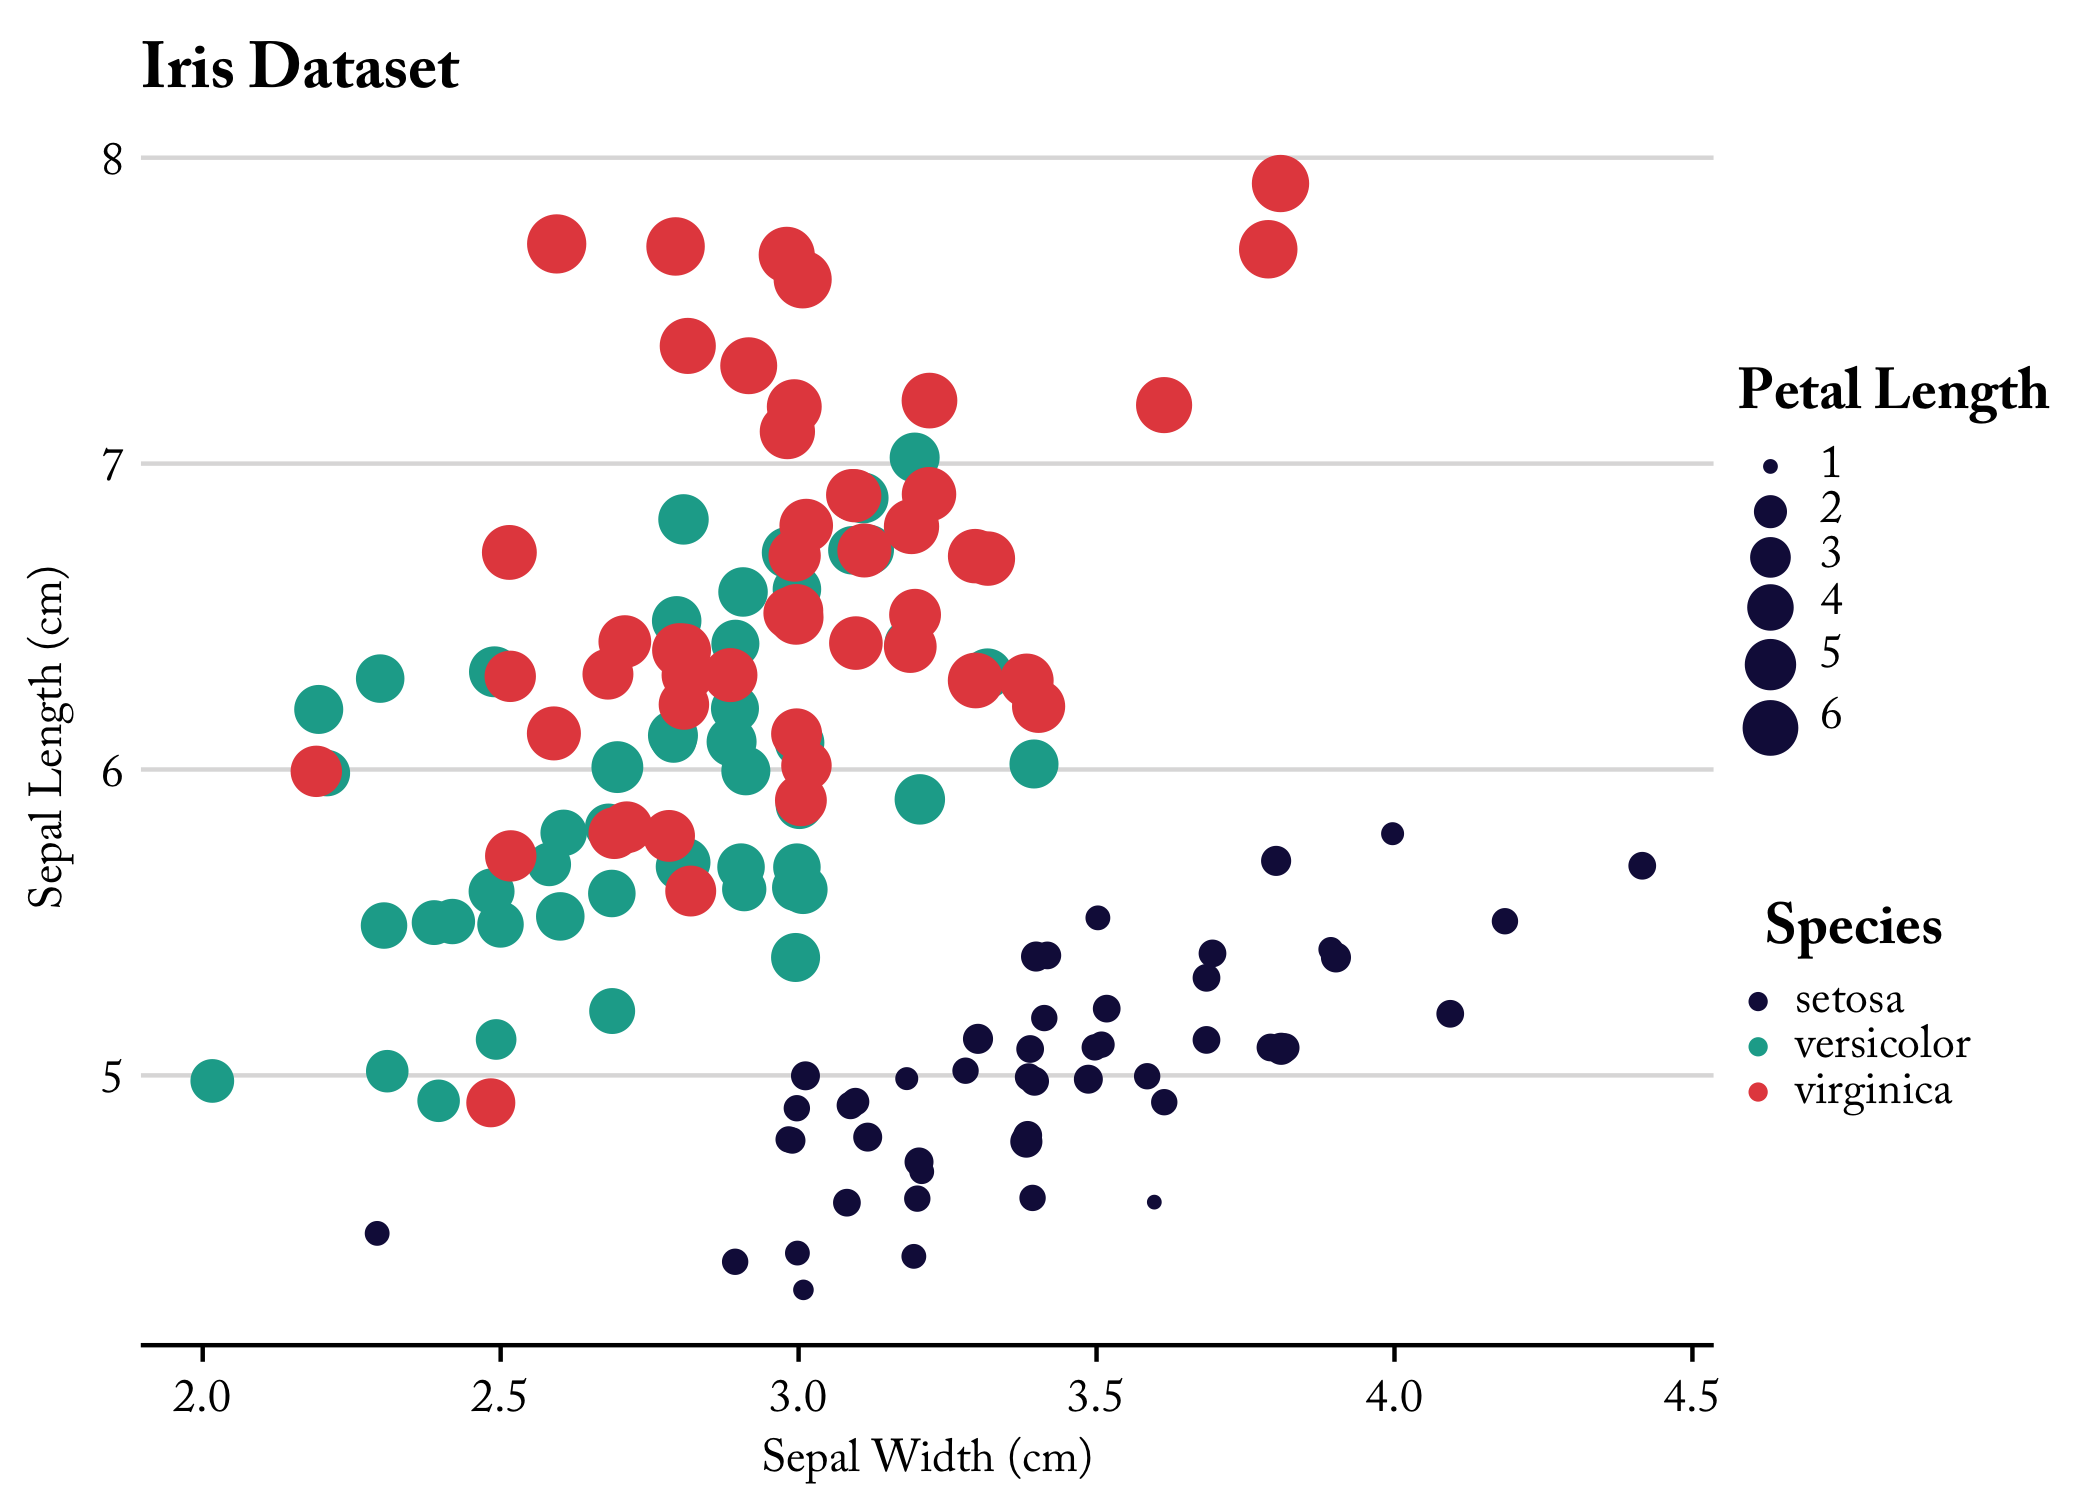 Iris Dataset
8
7
6
5
Sepal Length (cm)
2.0 2.5 3.0 3.5 4.0 4.5
Sepal Width (cm)
Petal Length
1
2
3
4
5
6
Species
setosa
versicolor
virginica